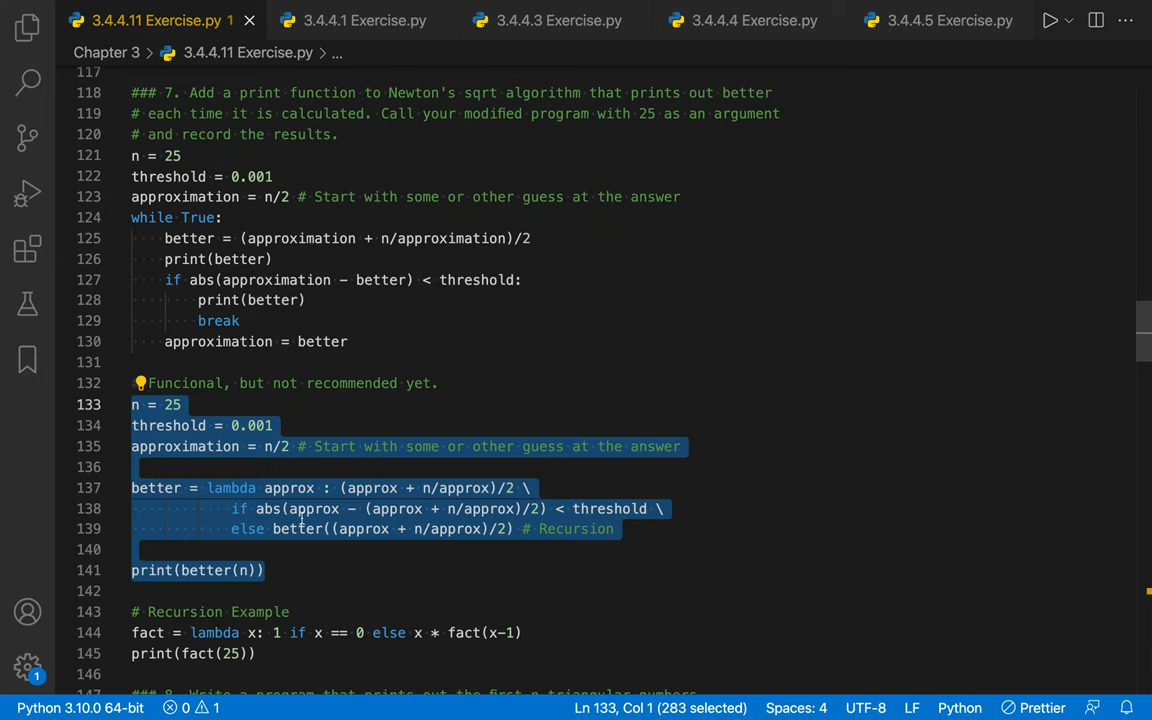 3.4.4.11 Exercise.py 1
3.4.4.1 Exercise.py
3.4.4.3 Exercise.py
3.4.4.4 Exercise.py
3.4.4.5 Exercise.py
Chapter 3 > 3.4.4.11 Exercise.py > ...
117
118 ### 7. Add a print function to Newton's sqrt algorithm that prints out better
119 # each time it is calculated. Call your modified program with 25 as an argument
120 # and record the results.
121 n = 25
122 threshold = 0.001
123 approximation = n/2 # Start with some or other guess at the answer
124 while True:
125 better = (approximation + n/approximation)/2
126 print(better)
127 if abs(approximation - better) < threshold:
128 print(better)
129 break
130 approximation = better
131
132 Funcional, but not recommended yet.
133 n = 25
134 threshold = 0.001
135 approximation = n/2 # Start with some or other guess at the answer
136
137 better = lambda approx : (approx + n/approx)/2 \
138 if abs(approx - (approx + n/approx)/2) < threshold \
139 else better((approx + n/approx)/2) # Recursion
140
141 print(better(n))
142
143 # Recursion Example
144 fact = lambda x: 1 if x == 0 else x * fact(x-1)
145 print(fact(25))
146
147 ### 8. Write a program that prints out the first n triangular numbers
1
Python 3.10.0 64-bit 0 1 Ln 133, Col 1 (283 selected) Spaces: 4 UTF-8 LF Python Prettier